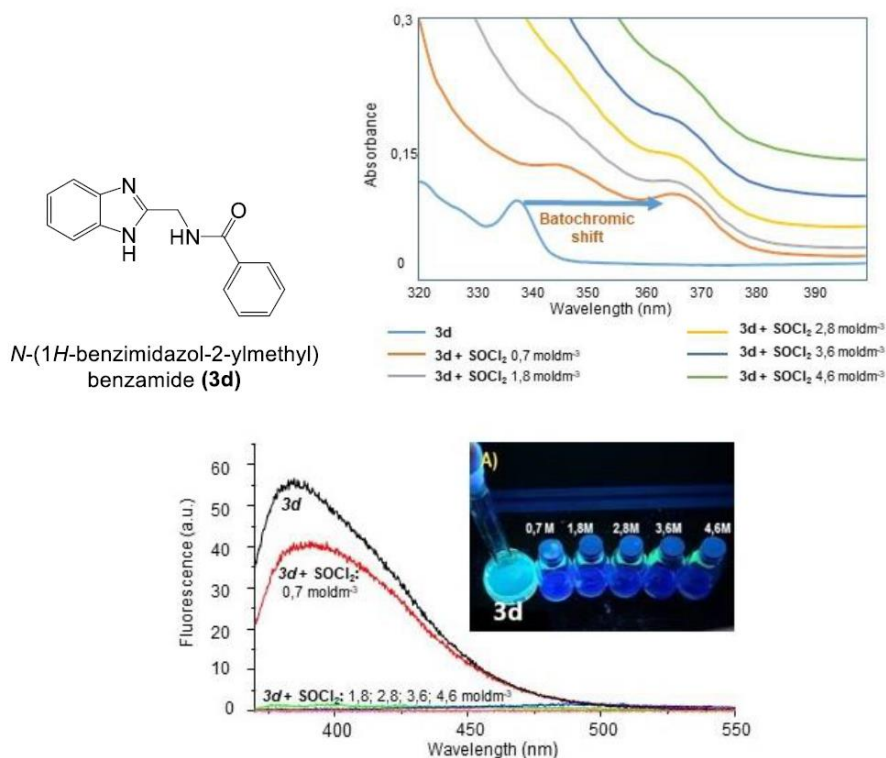 N
O
N
H
HN
N-(1H-benzimidazol-2-ylmethyl)
benzamide (3d)
0,3
0,15
0
Absorbance
Batochromic
shift
320 330 340 350 360 370 380 390
Wavelength (nm)
3d
3d + SOCl₂ 0,7 moldm⁻³
3d + SOCl₂ 1,8 moldm⁻³
3d + SOCl₂ 2,8 moldm⁻³
3d + SOCl₂ 3,6 moldm⁻³
3d + SOCl₂ 4,6 moldm⁻³
60
50
40
30
20
10
0
Fluorescence (a.u.)
3d
3d + SOCl₂:
0,7 moldm⁻³
3d + SOCl₂: 1,8; 2,8; 3,6; 4,6 moldm⁻³
400 450 500 550
Wavelength (nm)
A)
0,7 M 1,8M 2,8M 3,6M 4,6M
3d